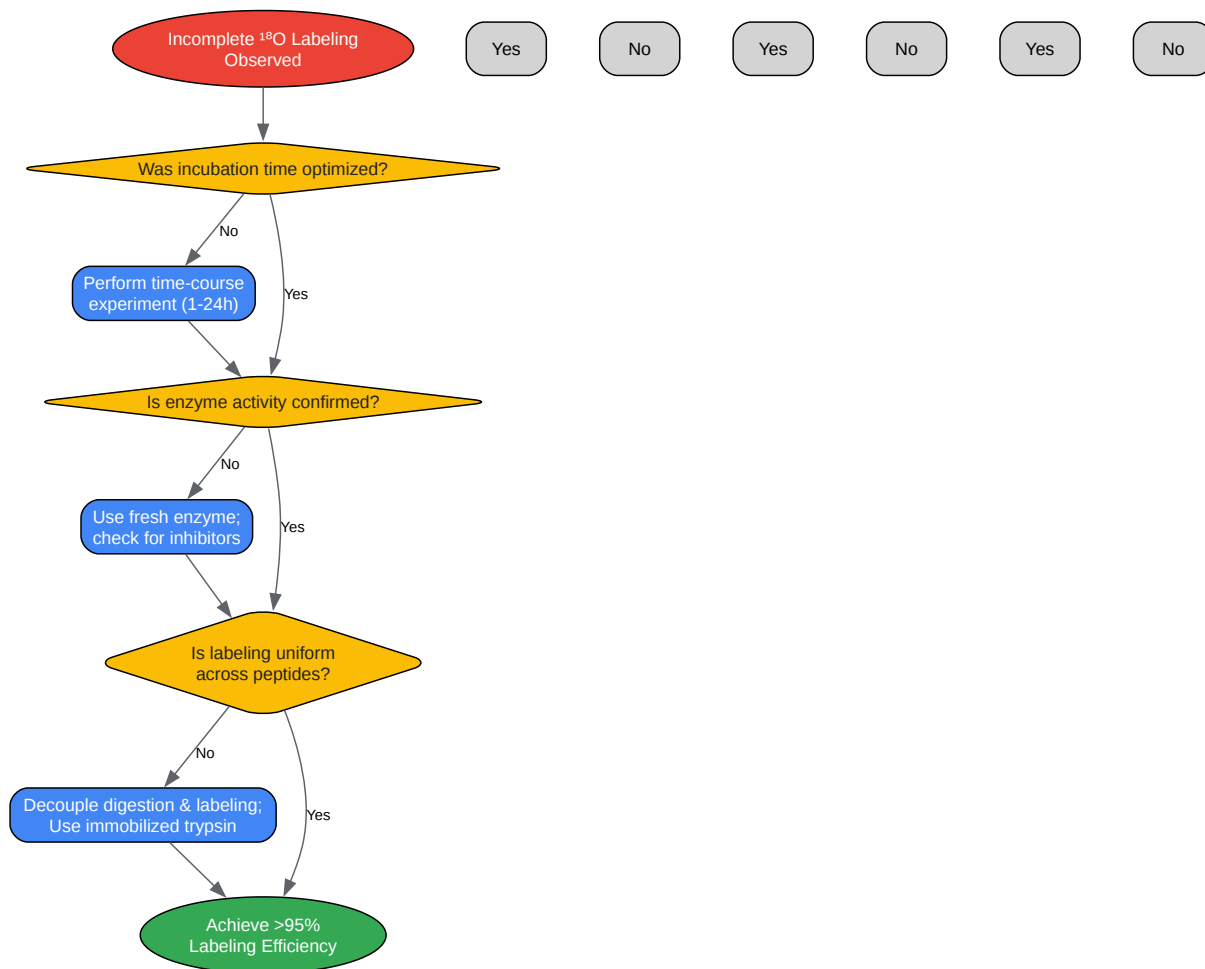 Incomplete ¹⁸O Labeling
Observed
Yes
No
Yes
No
Yes
No
Was incubation time optimized?
No
Perform time-course
experiment (1-24h)
Yes
Is enzyme activity confirmed?
No
Use fresh enzyme;
check for inhibitors
Yes
Is labeling uniform
across peptides?
No
Decouple digestion & labeling;
Use immobilized trypsin
Yes
Achieve >95%
Labeling Efficiency